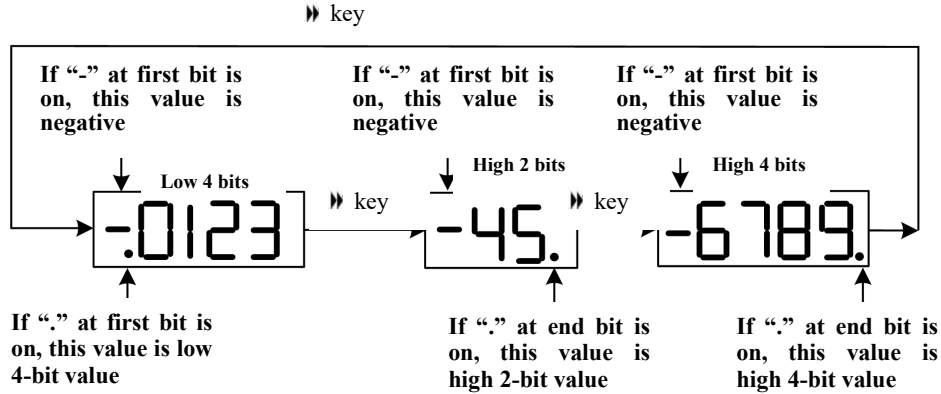 key
If “-” at first bit is
on, this value is
negative
If “-” at first bit is
on, this value is
negative
If “-” at first bit is
on, this value is
negative
Low 4 bits
High 2 bits
High 4 bits
-.0123
key
-45.
key
-6789.
If “.” at first bit is
on, this value is low
4-bit value
If “.” at end bit is
on, this value is
high 2-bit value
If “.” at end bit is
on, this value is
high 4-bit value